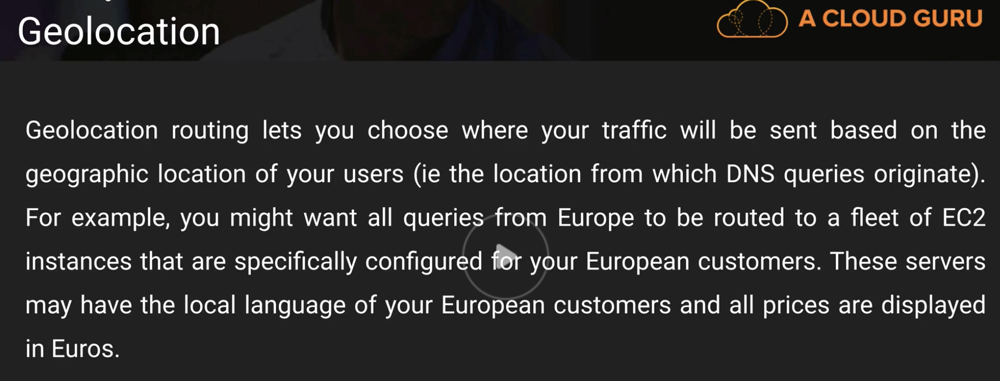 Geolocation
A CLOUD GURU
Geolocation routing lets you choose where your traffic will be sent based on the
geographic location of your users (ie the location from which DNS queries originate).
For example, you might want all queries from Europe to be routed to a fleet of EC2
instances that are specifically configured for your European customers. These servers
may have the local language of your European customers and all prices are displayed
in Euros.